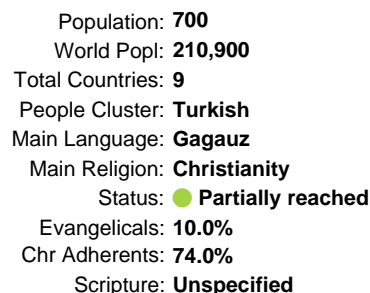 Population: 700
World Popl: 210,900
Total Countries: 9
People Cluster: Turkish
Main Language: Gagauz
Main Religion: Christianity
Status: Partially reached
Evangelicals: 10.0%
Chr Adherents: 74.0%
Scripture: Unspecified